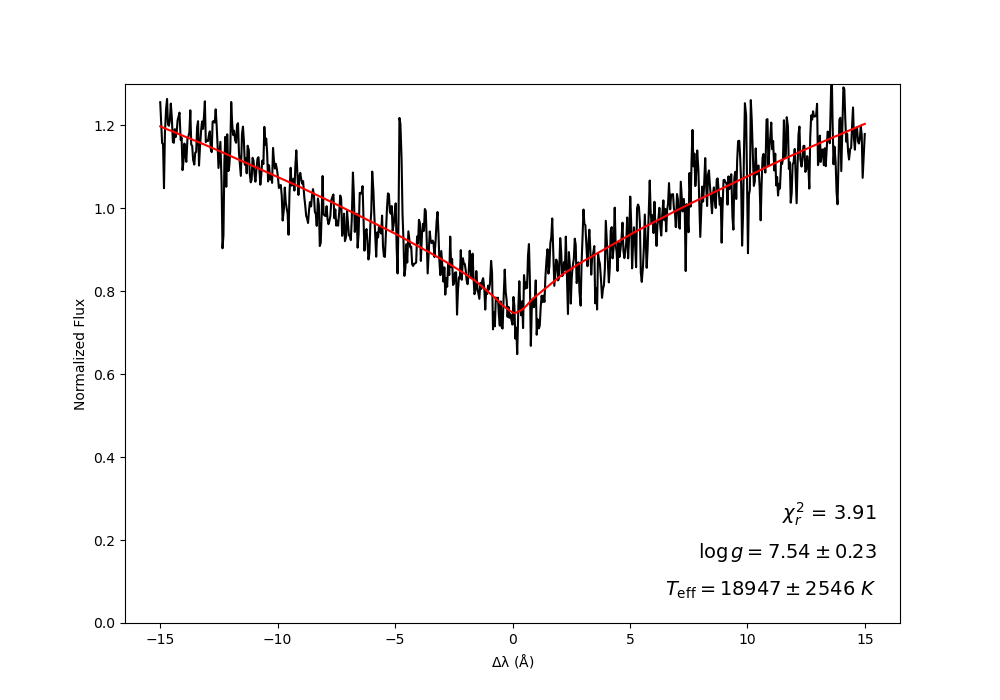 1.2
1.0
0.8
0.6
0.4
0.2
0.0
Normalized Flux
χ²ᵣ = 3.91
log g = 7.54 ± 0.23
T_eff = 18947 ± 2546 K
−15 −10 −5 0 5 10 15
Δλ (Å)